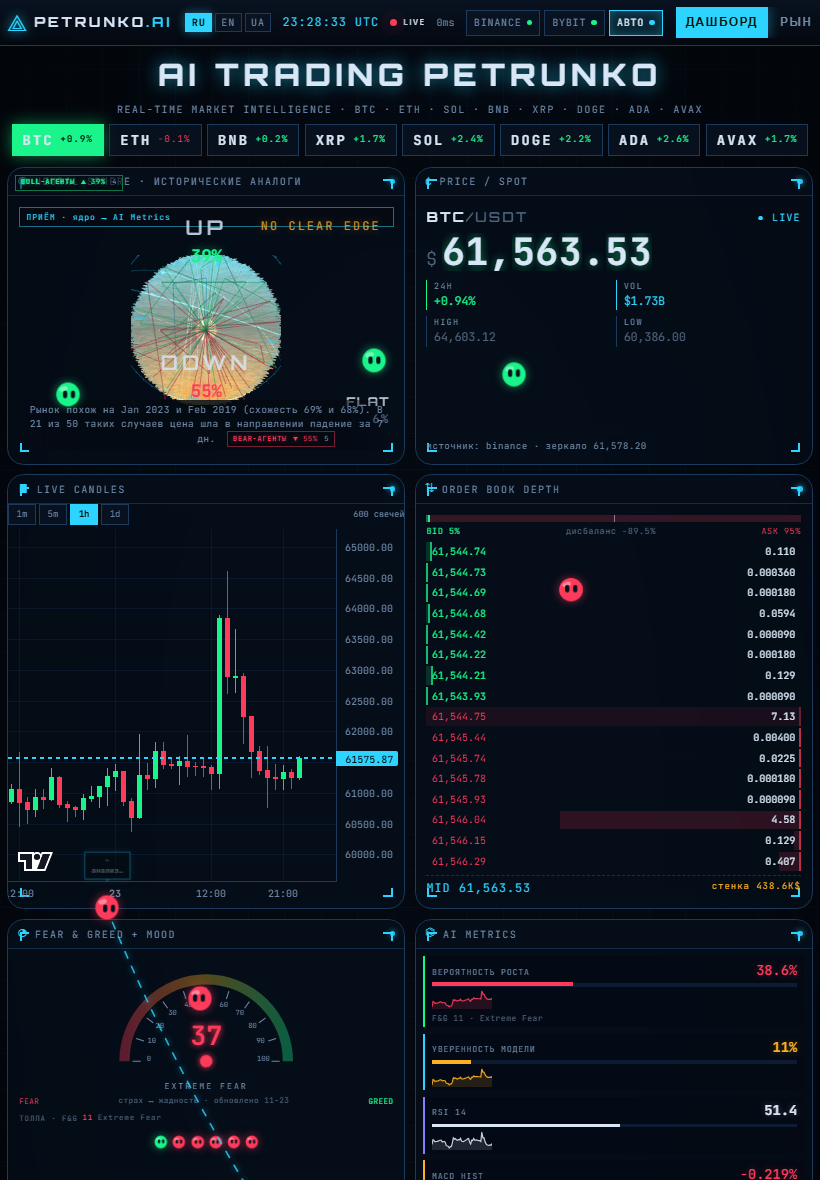 PETRUNKO.AI RU EN UA 23:28:33 UTC LIVE 0ms BINANCE BYBIT АВТО ДАШБОРД РЫН
AI TRADING PETRUNKO
REAL-TIME MARKET INTELLIGENCE · BTC · ETH · SOL · BNB · XRP · DOGE · ADA · AVAX
BTC +0.9% ETH -0.1% BNB +0.2% XRP +1.7% SOL +2.4% DOGE +2.2% ADA +2.6% AVAX +1.7%
BULL-АГЕНТЫ ▲ 39% 4
· ИСТОРИЧЕСКИЕ АНАЛОГИ
ПРИЁМ · ядро → AI Metrics
UP NO CLEAR EDGE
39%
DOWN
55%
FLAT
6%
Рынок похож на Jan 2023 и Feb 2019 (схожесть 69% и 68%). В
21 из 50 таких случаев цена шла в направлении падение за 7
дн. BEAR-АГЕНТЫ ▼ 55% 5
PRICE / SPOT
BTC/USDT LIVE
$61,563.53
24H VOL
+0.94% $1.73B
HIGH LOW
64,603.12 60,386.00
источник: binance · зеркало 61,578.20
LIVE CANDLES
1m 5m 1h 1d 600 свечей
65000.00
64500.00
64000.00
63500.00
63000.00
62500.00
62000.00
61575.87
61000.00
60500.00
60000.00
анализ…
23 12:00 21:00
ORDER BOOK DEPTH
BID 5% дисбаланс -89.5% ASK 95%
61,544.74 0.110
61,544.73 0.000360
61,544.69 0.000180
61,544.68 0.0594
61,544.42 0.000090
61,544.22 0.000180
61,544.21 0.129
61,543.93 0.000090
61,544.75 7.13
61,545.44 0.00400
61,545.74 0.0225
61,545.78 0.000180
61,545.93 0.000090
61,546.04 4.58
61,546.15 0.129
61,546.29 0.407
MID 61,563.53 стенка 438.6K$
FEAR & GREED + MOOD
0 10 20 30 60 70 80 90 100
37
EXTREME FEAR
FEAR страх — жадность · обновлено 11-23 GREED
ТОЛПА · F&G 11 Extreme Fear
AI METRICS
ВЕРОЯТНОСТЬ РОСТА 38.6%
F&G 11 · Extreme Fear
УВЕРЕННОСТЬ МОДЕЛИ 11%
RSI 14 51.4
MACD HIST -0.219%